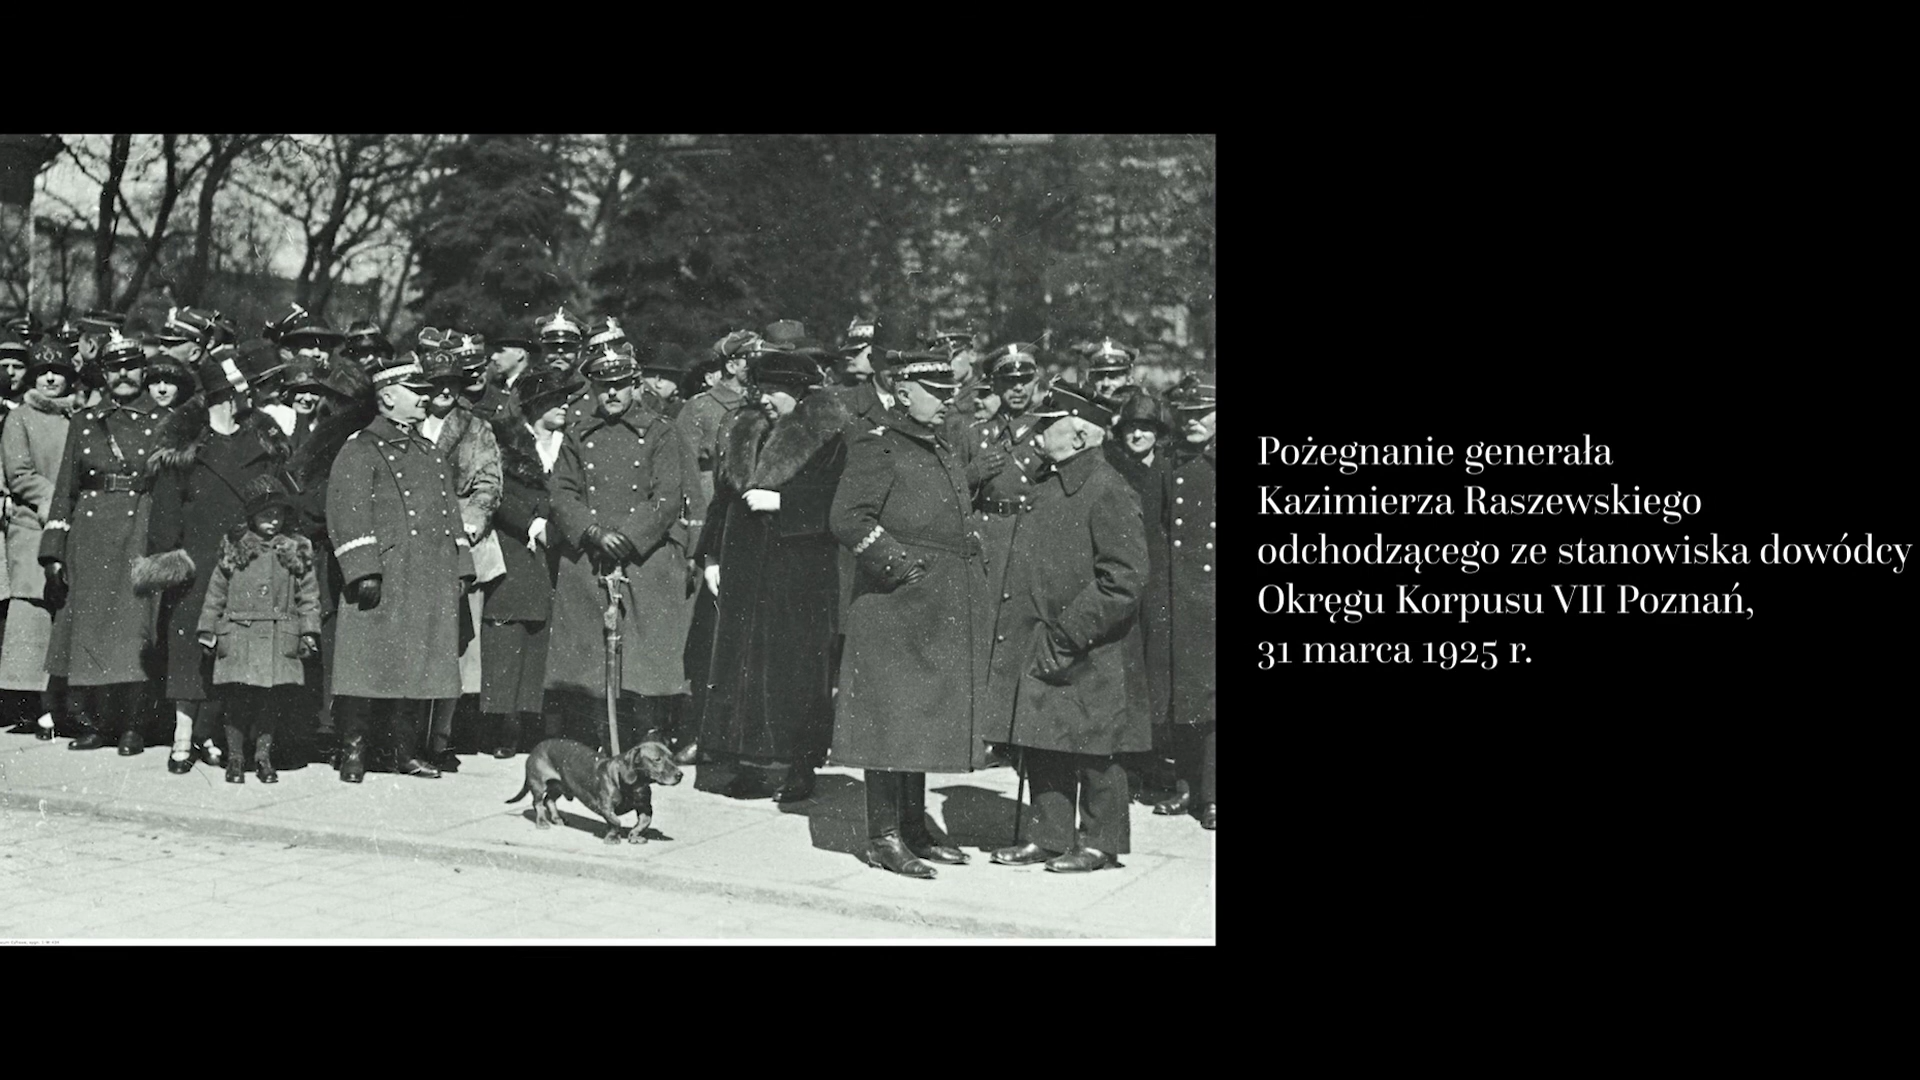 Pożegnanie generała
Kazimierza Raszewskiego
odchodzącego ze stanowiska dowódcy
Okręgu Korpusu VII Poznań,
31 marca 1925 r.